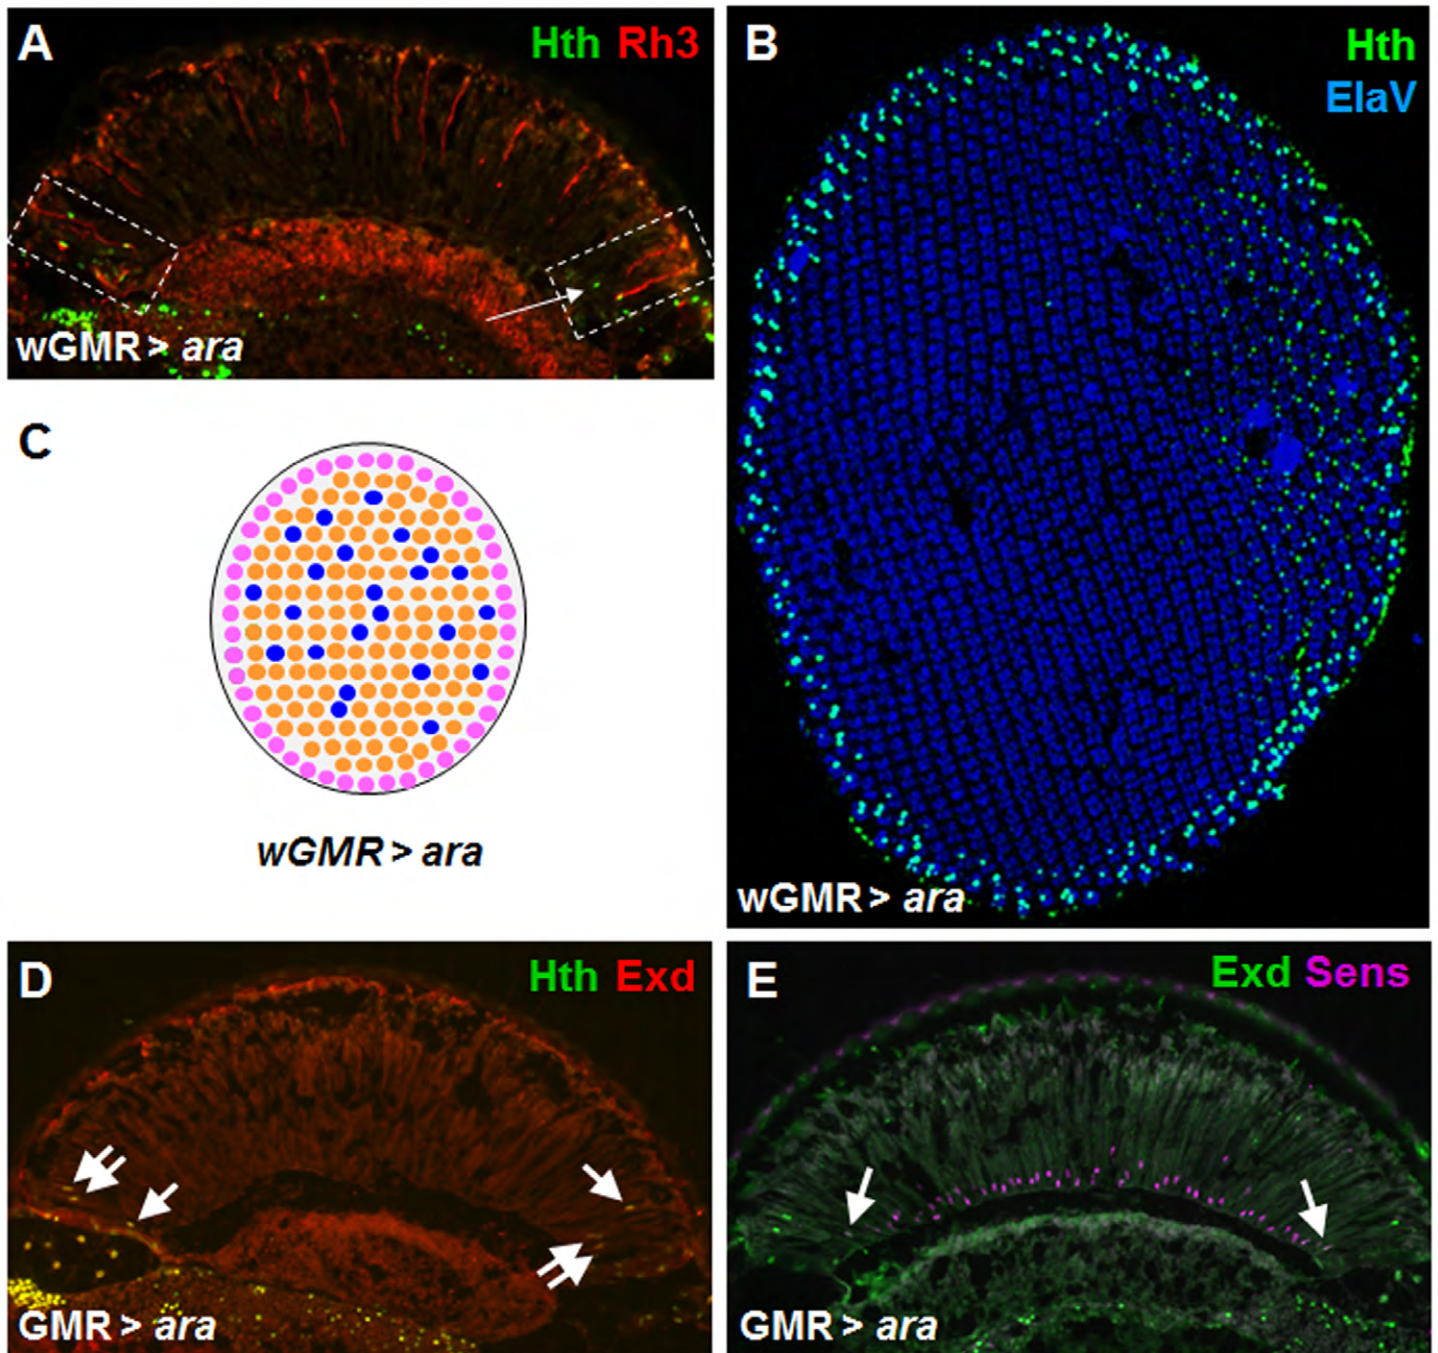 A
Hth Rh3
wGMR > ara
B
Hth
ElaV
wGMR > ara
C
wGMR > ara
D
Hth Exd
GMR > ara
E
Exd Sens
GMR > ara